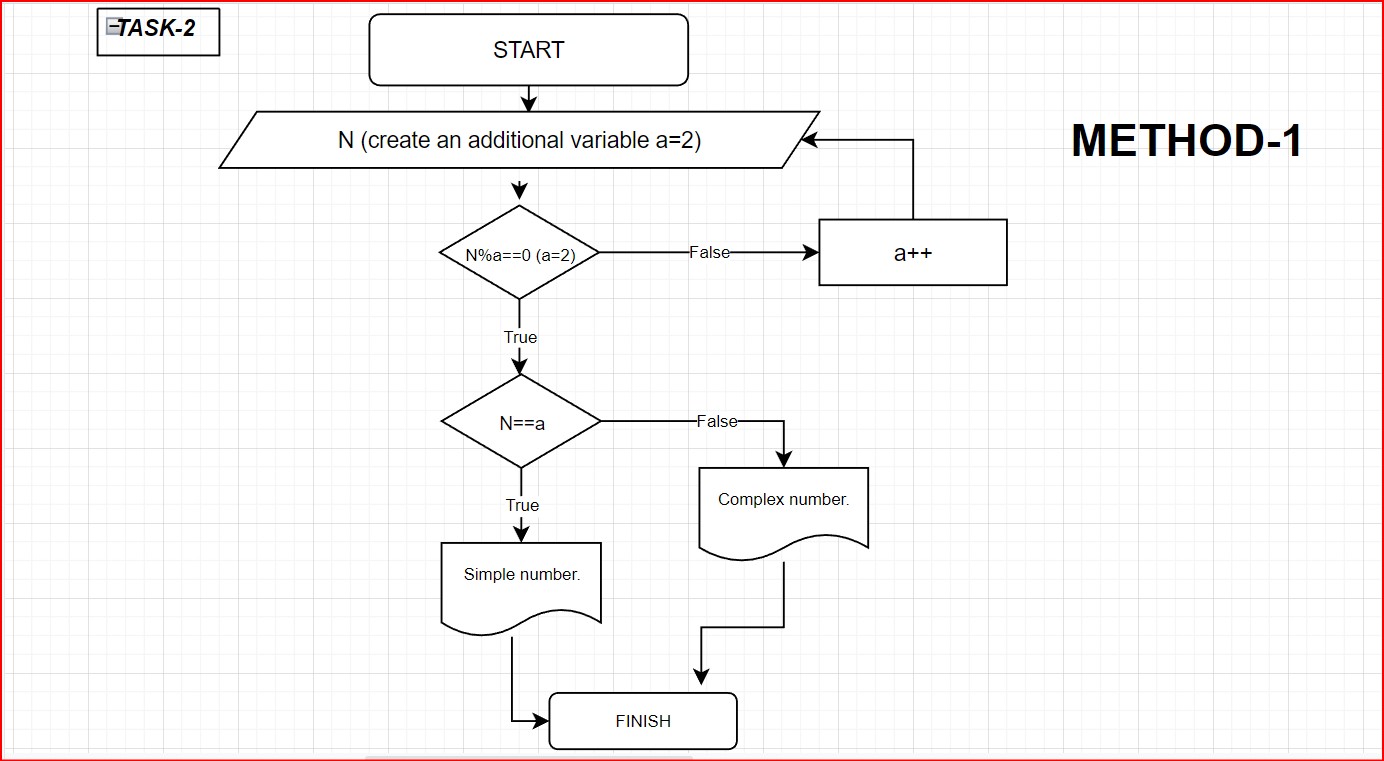 TASK-2
START
N (create an additional variable a=2)
METHOD-1
N%a==0 (a=2)
False
a++
True
N==a
False
True
Complex number.
Simple number.
FINISH